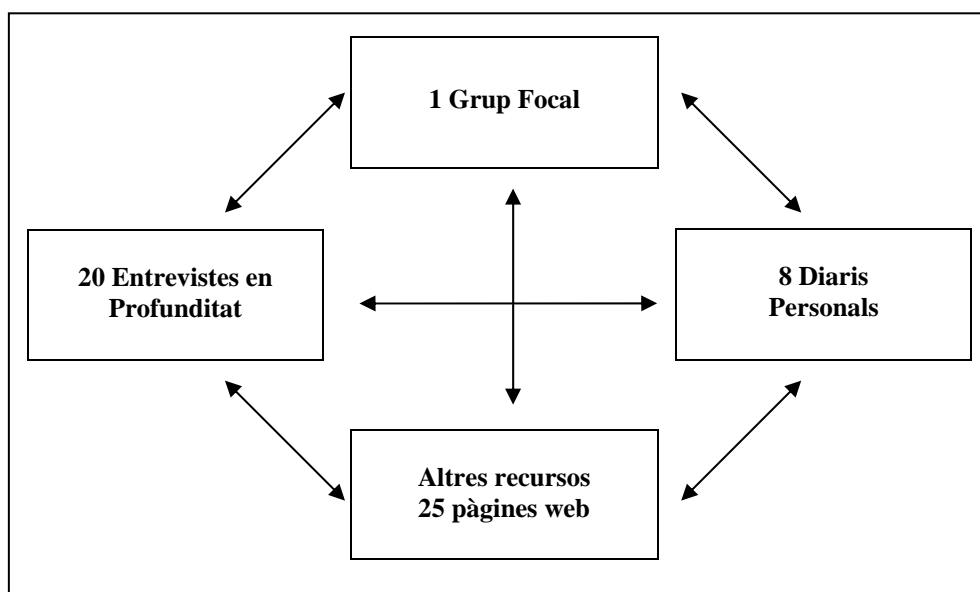 1 Grup Focal
20 Entrevistes en
Profunditat
8 Diaris
Personals
Altres recursos
25 pàgines web